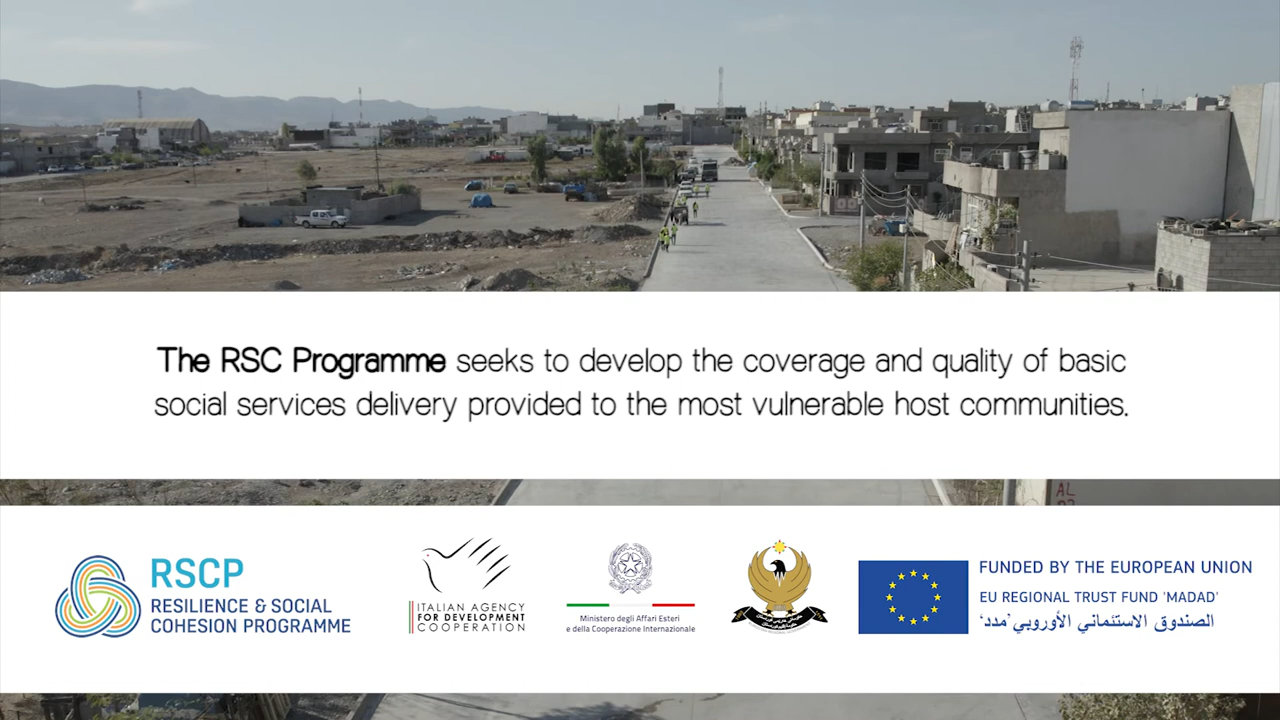 The RSC Programme seeks to develop the coverage and quality of basic
social services delivery provided to the most vulnerable host communities.
AL
RSCP
RESILIENCE & SOCIAL
COHESION PROGRAMME
ITALIAN AGENCY
FOR DEVELOPMENT
COOPERATION
Ministero degli Affari Esteri
e della Cooperazione Internazionale
FUNDED BY THE EUROPEAN UNION
EU REGIONAL TRUST FUND 'MADAD'
الصندوق الاستئماني الأوروبي 'مدد'